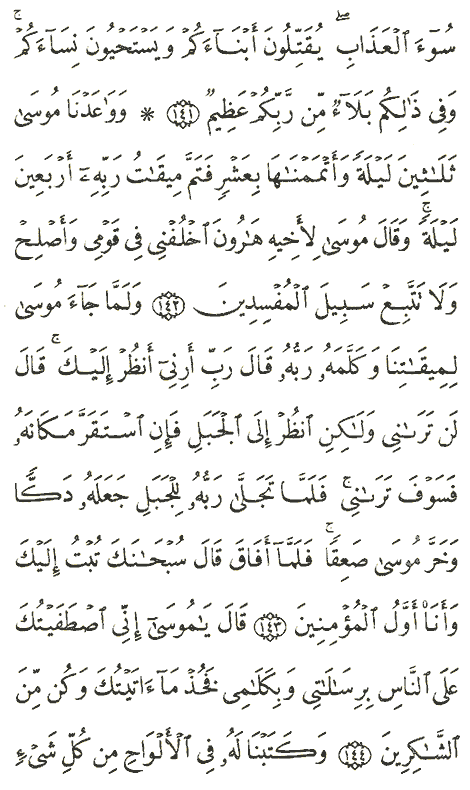 سُوٓءَ ٱلْعَذَابِ ۖ يُقَتِّلُونَ أَبْنَآءَكُمْ وَيَسْتَحْيُونَ نِسَآءَكُمْ ۚ
وَفِى ذَٰلِكُم بَلَآءٌ مِّن رَّبِّكُمْ عَظِيمٌ ﴿١٤١﴾ * وَوَٰعَدْنَا مُوسَىٰ
ثَلَٰثِينَ لَيْلَةً وَأَتْمَمْنَٰهَا بِعَشْرٍ فَتَمَّ مِيقَٰتُ رَبِّهِۦٓ أَرْبَعِينَ
لَيْلَةً ۚ وَقَالَ مُوسَىٰ لِأَخِيهِ هَٰرُونَ ٱخْلُفْنِى فِى قَوْمِى وَأَصْلِحْ
وَلَا تَتَّبِعْ سَبِيلَ ٱلْمُفْسِدِينَ ﴿١٤٢﴾ وَلَمَّا جَآءَ مُوسَىٰ
لِمِيقَٰتِنَا وَكَلَّمَهُۥ رَبُّهُۥ قَالَ رَبِّ أَرِنِىٓ أَنظُرْ إِلَيْكَ ۚ قَالَ
لَن تَرَىٰنِى وَلَٰكِنِ ٱنظُرْ إِلَى ٱلْجَبَلِ فَإِنِ ٱسْتَقَرَّ مَكَانَهُۥ
فَسَوْفَ تَرَىٰنِى ۚ فَلَمَّا تَجَلَّىٰ رَبُّهُۥ لِلْجَبَلِ جَعَلَهُۥ دَكًّا
وَخَرَّ مُوسَىٰ صَعِقًا ۚ فَلَمَّآ أَفَاقَ قَالَ سُبْحَٰنَكَ تُبْتُ إِلَيْكَ
وَأَنَا۠ أَوَّلُ ٱلْمُؤْمِنِينَ ﴿١٤٣﴾ قَالَ يَٰمُوسَىٰٓ إِنِّى ٱصْطَفَيْتُكَ
عَلَى ٱلنَّاسِ بِرِسَٰلَٰتِى وَبِكَلَٰمِى فَخُذْ مَآ ءَاتَيْتُكَ وَكُن مِّنَ
ٱلشَّٰكِرِينَ ﴿١٤٤﴾ وَكَتَبْنَا لَهُۥ فِى ٱلْأَلْوَاحِ مِن كُلِّ شَىْءٍ